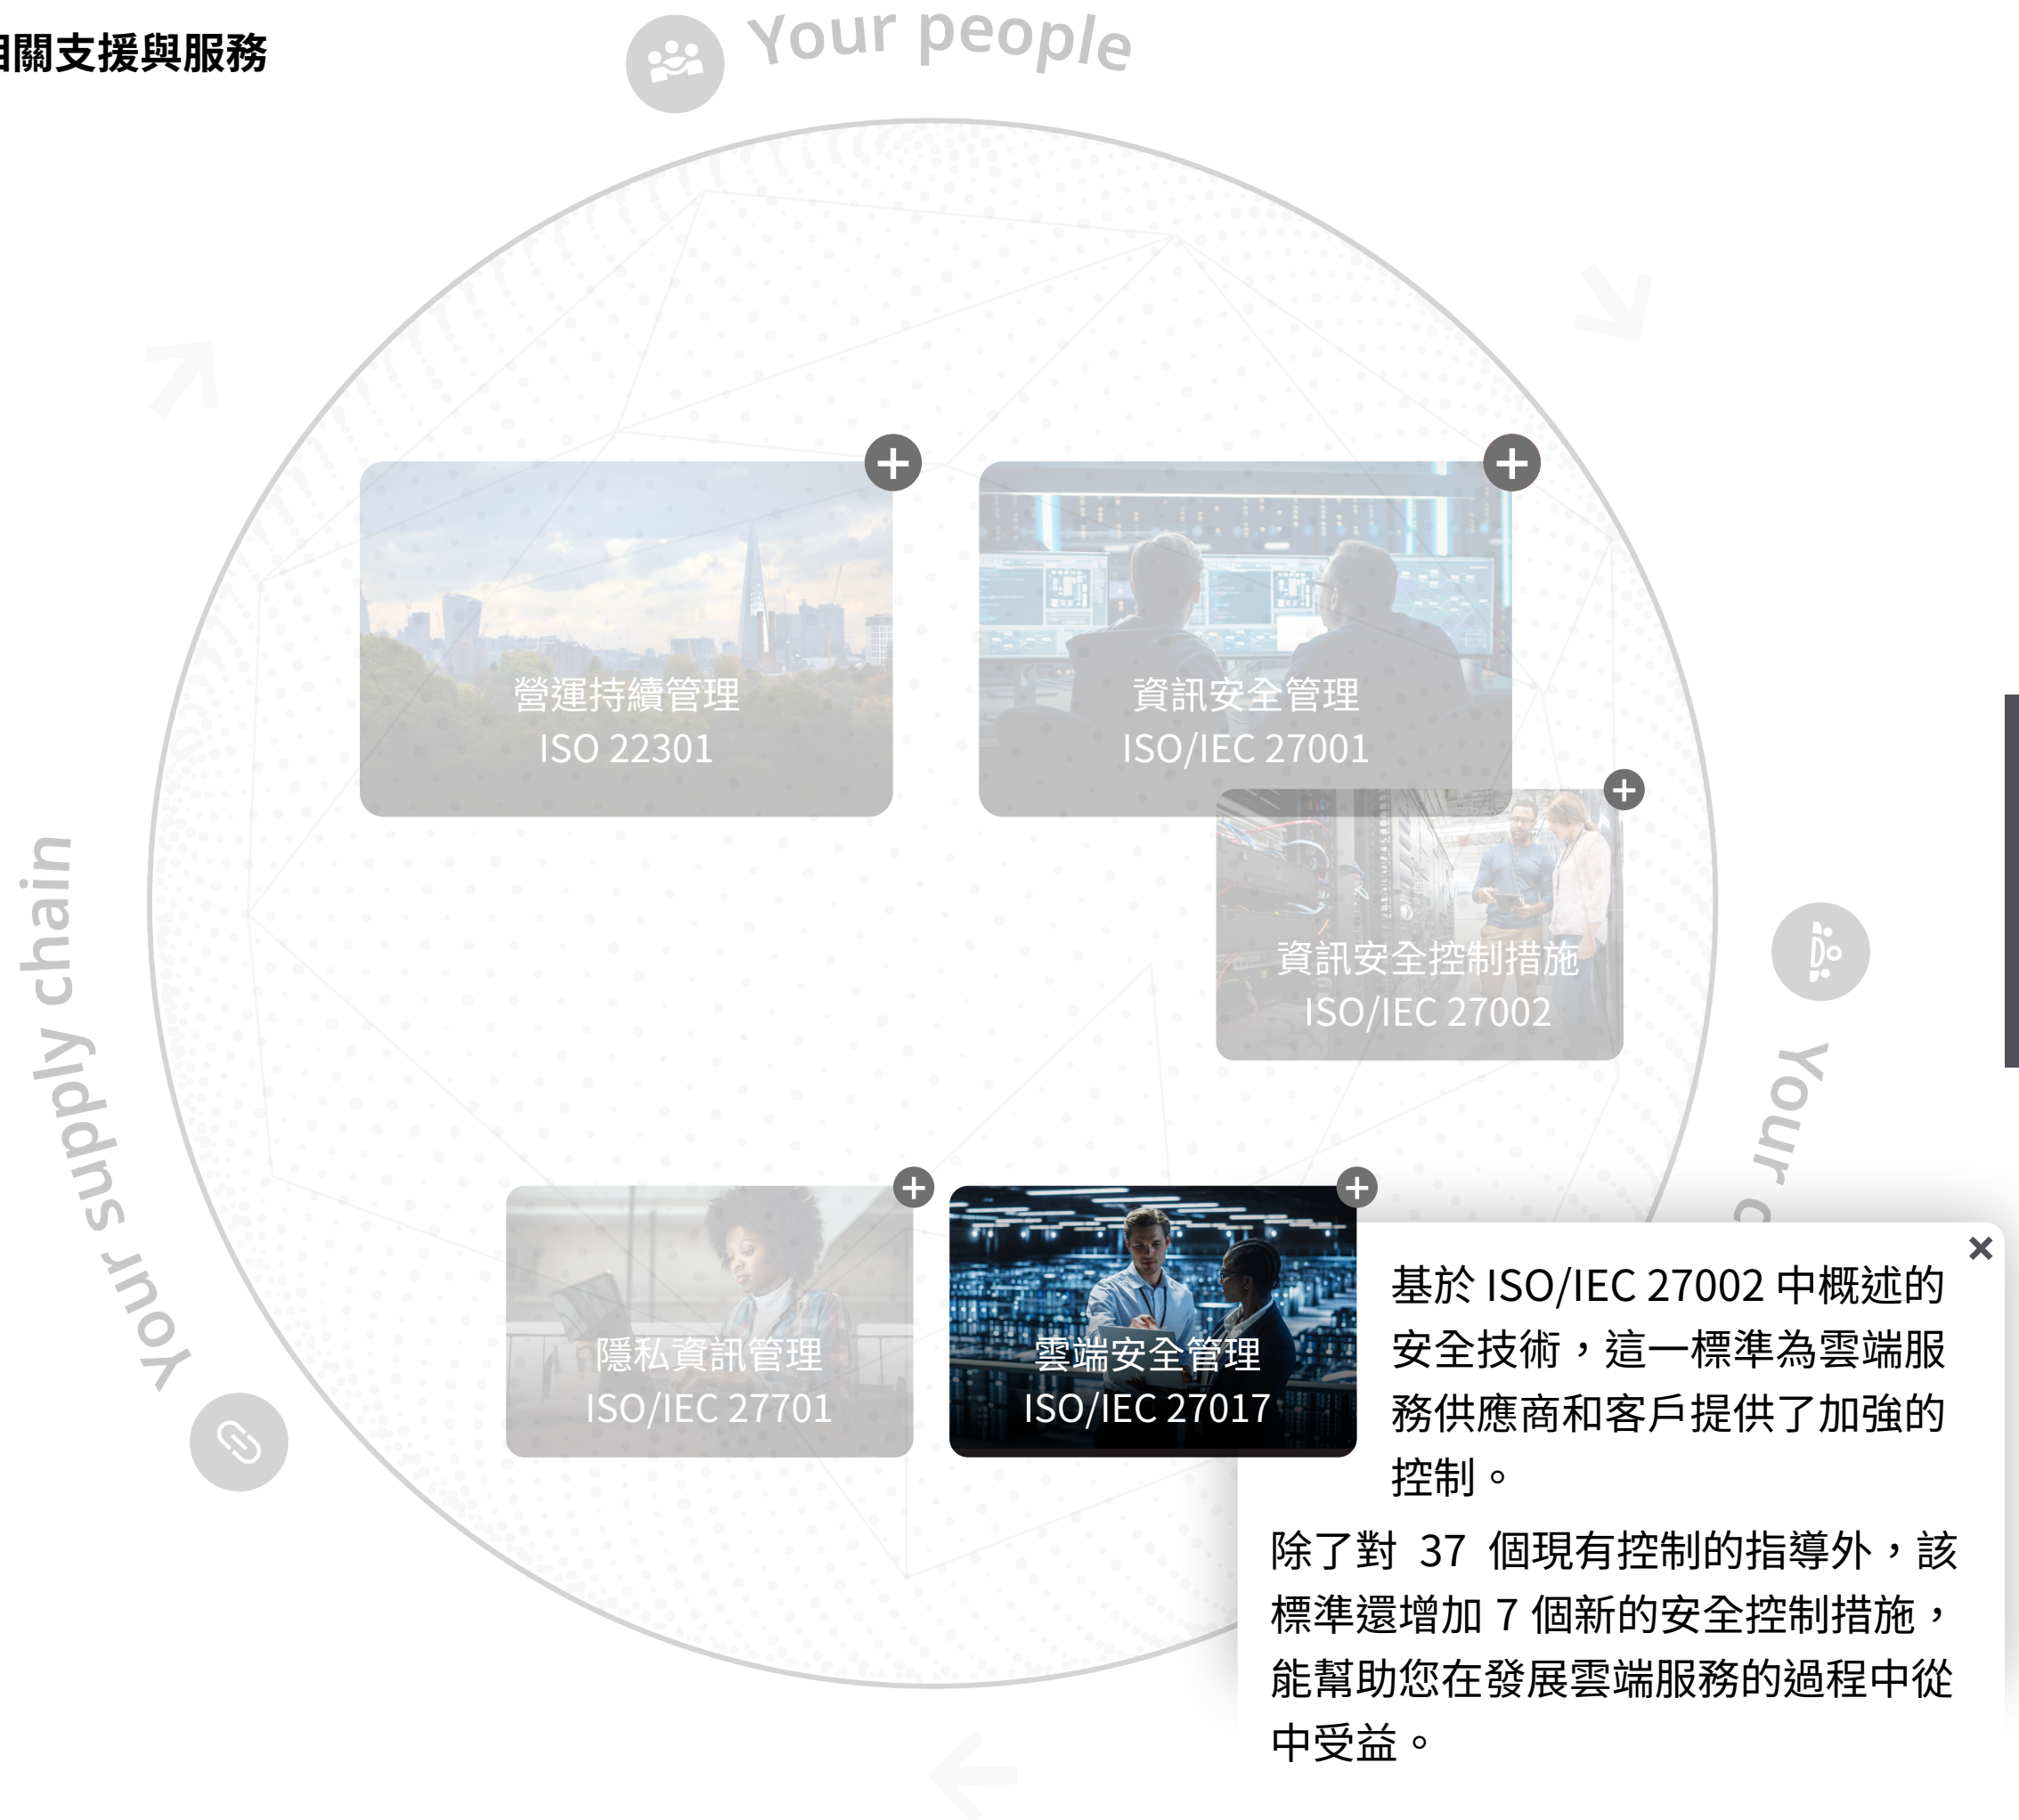 相關支援與服務
Your people
營運持續管理
ISO 22301
資訊安全管理
ISO/IEC 27001
資訊安全控制措施
ISO/IEC 27002
Your supply chain
Your
隱私資訊管理
ISO/IEC 27701
雲端安全管理
ISO/IEC 27017
基於 ISO/IEC 27002 中概述的
安全技術，這一標準為雲端服
務供應商和客戶提供了加強的
控制。
除了對 37 個現有控制的指導外，該
標準還增加 7 個新的安全控制措施，
能幫助您在發展雲端服務的過程中從
中受益。